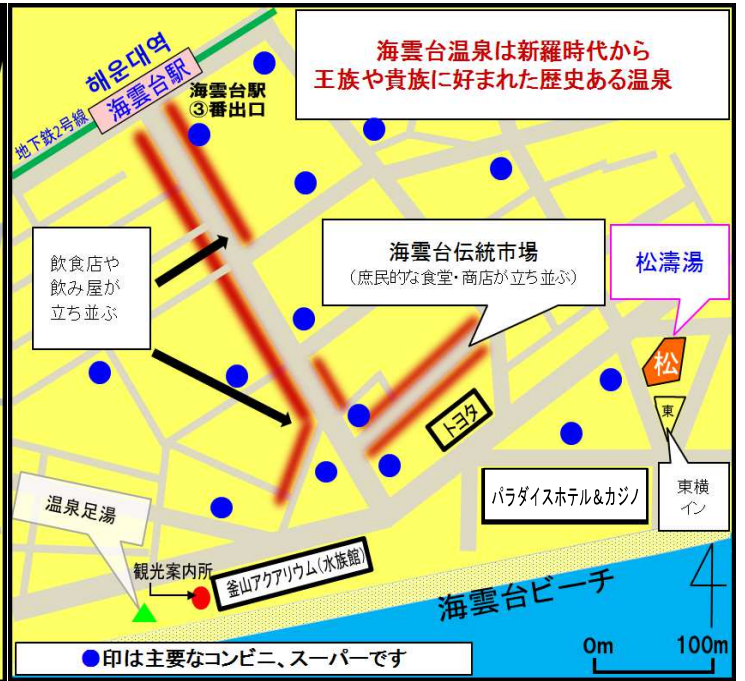 海雲台温泉は新羅時代から
王族や貴族に好まれた歴史ある温泉
해운대역
海雲台駅
地下鉄2号線
海雲台駅
③番出口
飲食店や
飲み屋が
立ち並ぶ
海雲台伝統市場
(庶民的な食堂・商店が立ち並ぶ)
松濤湯
松
東
東横
イン
トヨタ
パラダイスホテル&カジノ
温泉足湯
観光案内所
釜山アクアリウム(水族館)
海雲台ビーチ
4
0m 100m
●印は主要なコンビニ、スーパーです